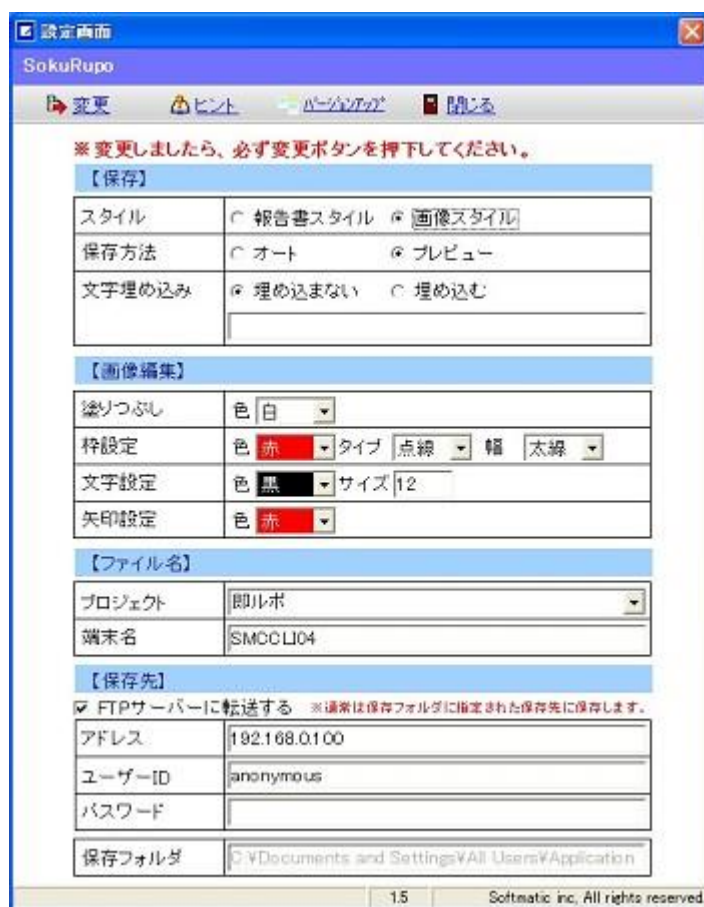 設定画面
SokuRupo
変更 ヒント バージョンアップ 閉じる
※変更しましたら、必ず変更ボタンを押下してください。
【保存】
スタイル 報告書スタイル 画像スタイル
保存方法 オート プレビュー
文字埋め込み 埋め込まない 埋め込む
【画像編集】
塗りつぶし 色 白
枠設定 色 赤 タイプ 点線 幅 太線
文字設定 色 黒 サイズ 12
矢印設定 色 赤
【ファイル名】
プロジェクト 即ルポ
端末名 SMCCLI04
【保存先】
FTPサーバーに転送する ※通常は保存フォルダに指定された保存先に保存します。
アドレス 192.168.0.100
ユーザーID anonymous
パスワード
保存フォルダ C:¥Documents and Settings¥All Users¥Application
1.5 Softmatic inc, All rights reserved